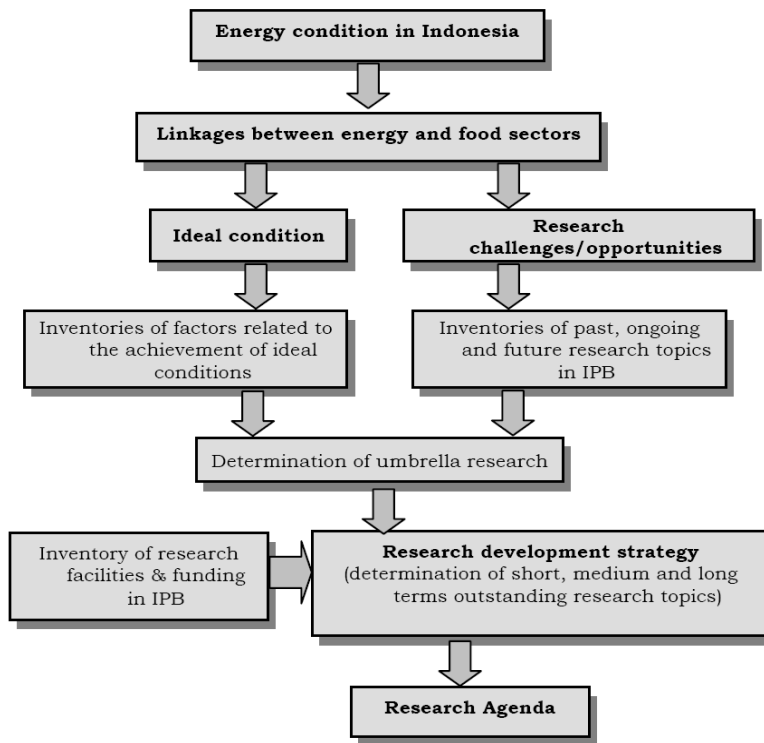 Energy condition in Indonesia
Linkages between energy and food sectors
Ideal condition
Research
challenges/opportunities
Inventories of factors related to
the achievement of ideal
conditions
Inventories of past, ongoing
and future research topics
in IPB
Determination of umbrella research
Inventory of research
facilities & funding
in IPB
Research development strategy
(determination of short, medium and long
terms outstanding research topics)
Research Agenda